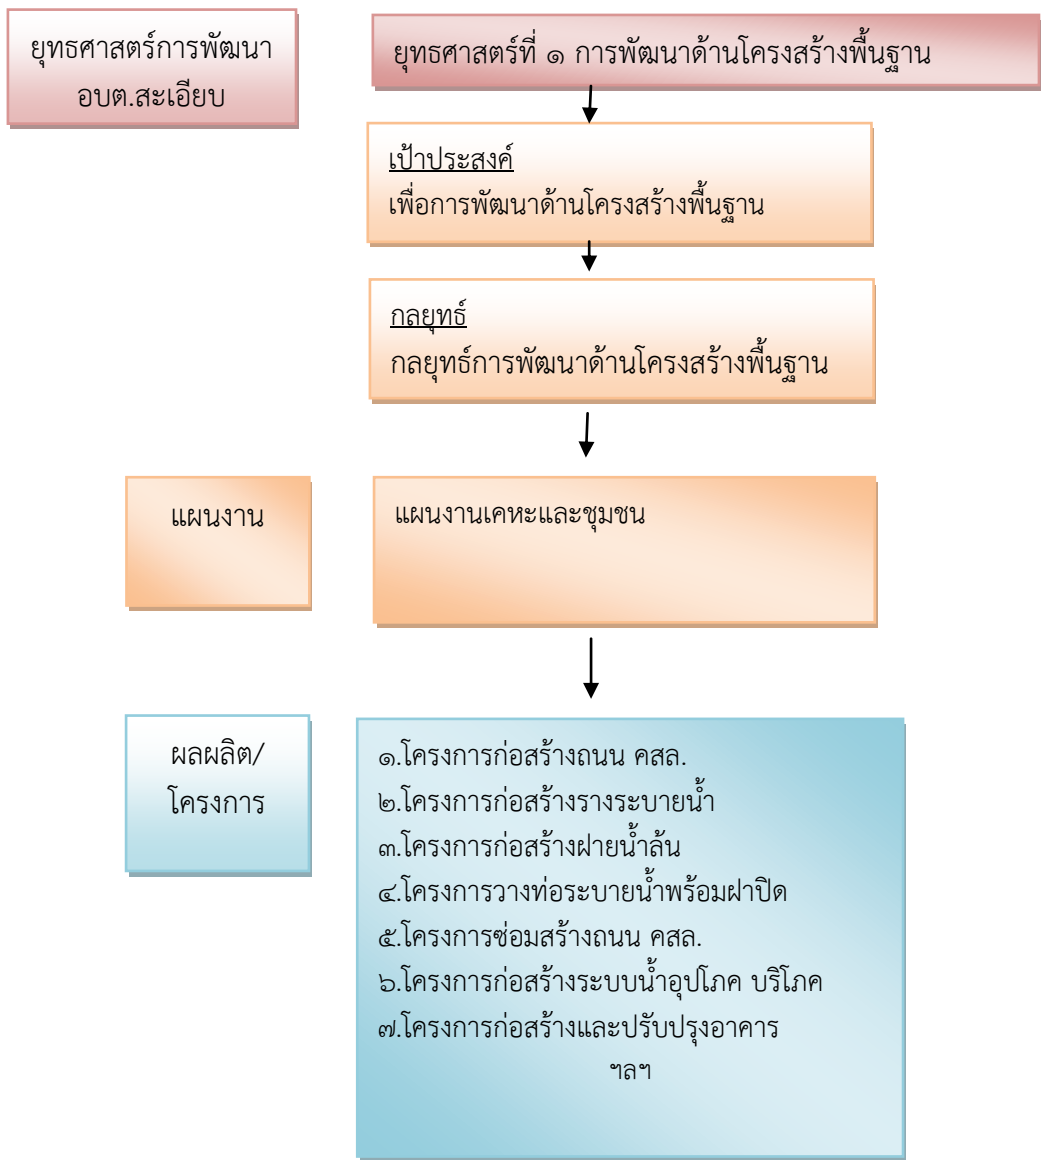 ยุทธศาสตร์การพัฒนา
อบต.สะเอียบ
ยุทธศาสตร์ที่ ๑ การพัฒนาด้านโครงสร้างพื้นฐาน
เป้าประสงค์
เพื่อการพัฒนาด้านโครงสร้างพื้นฐาน
กลยุทธ์
กลยุทธ์การพัฒนาด้านโครงสร้างพื้นฐาน
แผนงาน
แผนงานเคหะและชุมชน
ผลผลิต/
โครงการ
๑.โครงการก่อสร้างถนน คสล.
๒.โครงการก่อสร้างรางระบายน้ำ
๓.โครงการก่อสร้างฝายน้ำล้น
๔.โครงการวางท่อระบายน้ำพร้อมฝาปิด
๕.โครงการซ่อมสร้างถนน คสล.
๖.โครงการก่อสร้างระบบน้ำอุปโภค บริโภค
๗.โครงการก่อสร้างและปรับปรุงอาคาร
ฯลฯ